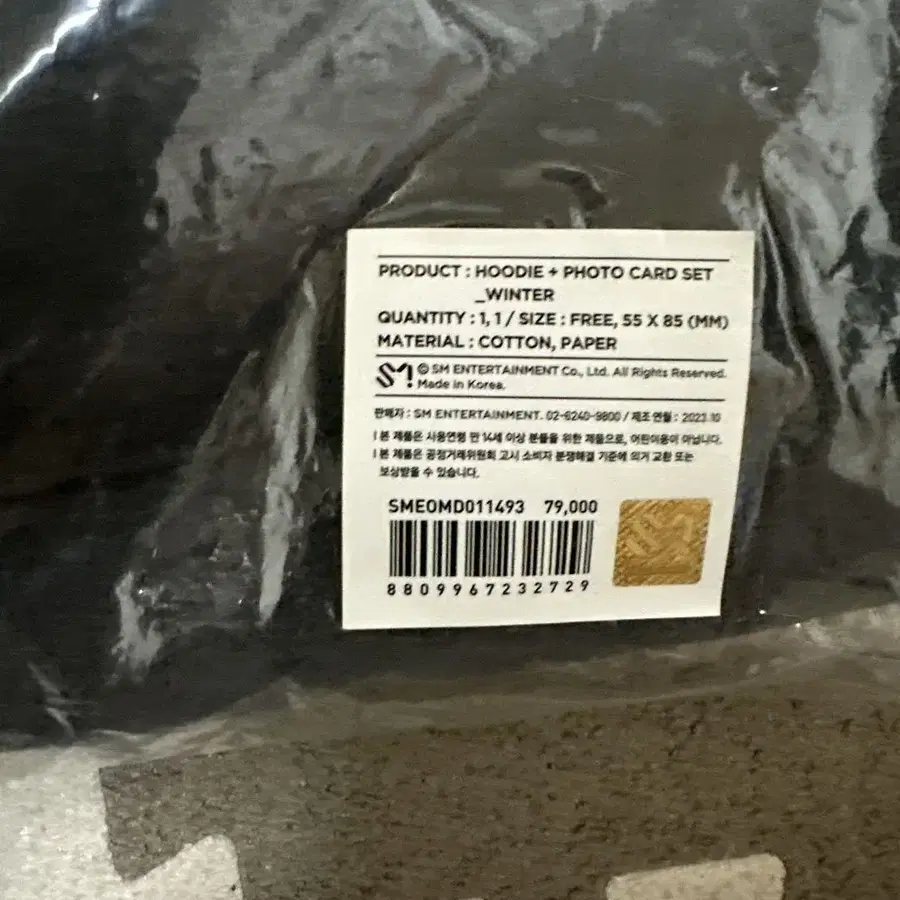 PRODUCT : HOODIE + PHOTO CARD SET
_WINTER
QUANTITY : 1, 1 / SIZE : FREE, 55 X 85 (MM)
MATERIAL : COTTON, PAPER
SM ⓒ SM ENTERTAINMENT Co., Ltd. All Rights Reserved.
Made in Korea.
판매자 : SM ENTERTAINMENT. 02-6240-9800 / 제조 연월 : 2023.10
ㅣ본 제품은 사용연령 만 14세 이상 분들을 위한 제품으로, 어린이용이 아닙니다.
ㅣ본 제품은 공정거래위원회 고시 소비자 분쟁해결 기준에 의거 교환 또는
보상받을 수 있습니다.
SMEOMD011493 79,000
8809967232729